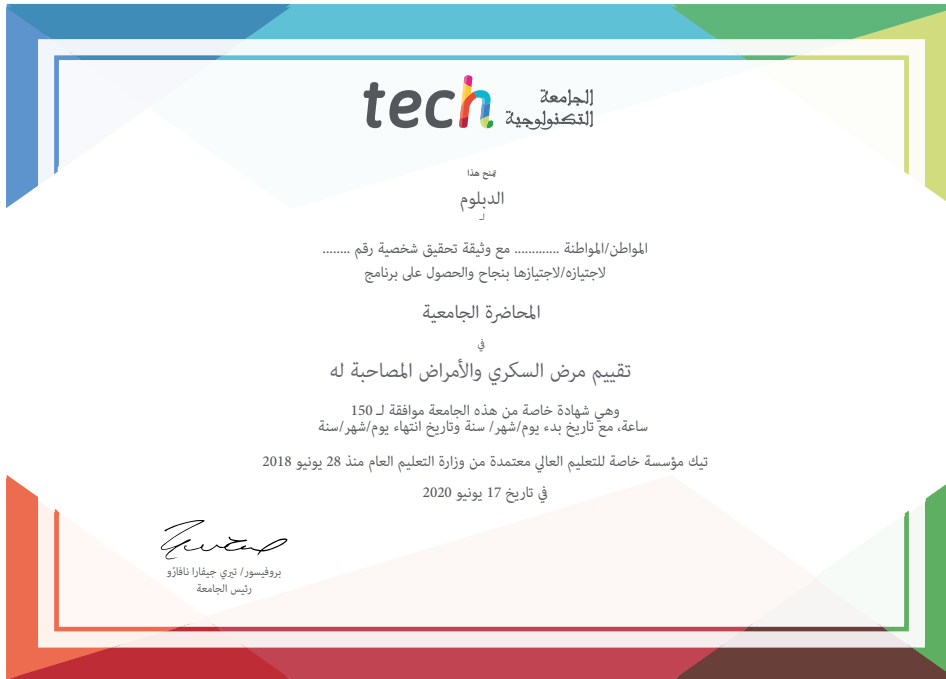 tech
الجامعة
التكنولوجية
يمنح هذا
الدبلوم
لـ
المواطن/المواطنة ............. مع وثيقة تحقيق شخصية رقم ........
لاجتيازه/لاجتيازها بنجاح والحصول على برنامج
المحاضرة الجامعية
في
تقييم مرض السكري والأمراض المصاحبة له
وهي شهادة خاصة من هذه الجامعة موافقة لـ 150
ساعة، مع تاريخ بدء يوم/شهر/ سنة وتاريخ انتهاء يوم/شهر/سنة
تيك مؤسسة خاصة للتعليم العالي معتمدة من وزارة التعليم العام منذ 28 يونيو 2018
في تاريخ 17 يونيو 2020
بروفيسور/ تيري جيفارا نافارّو
رئيس الجامعة